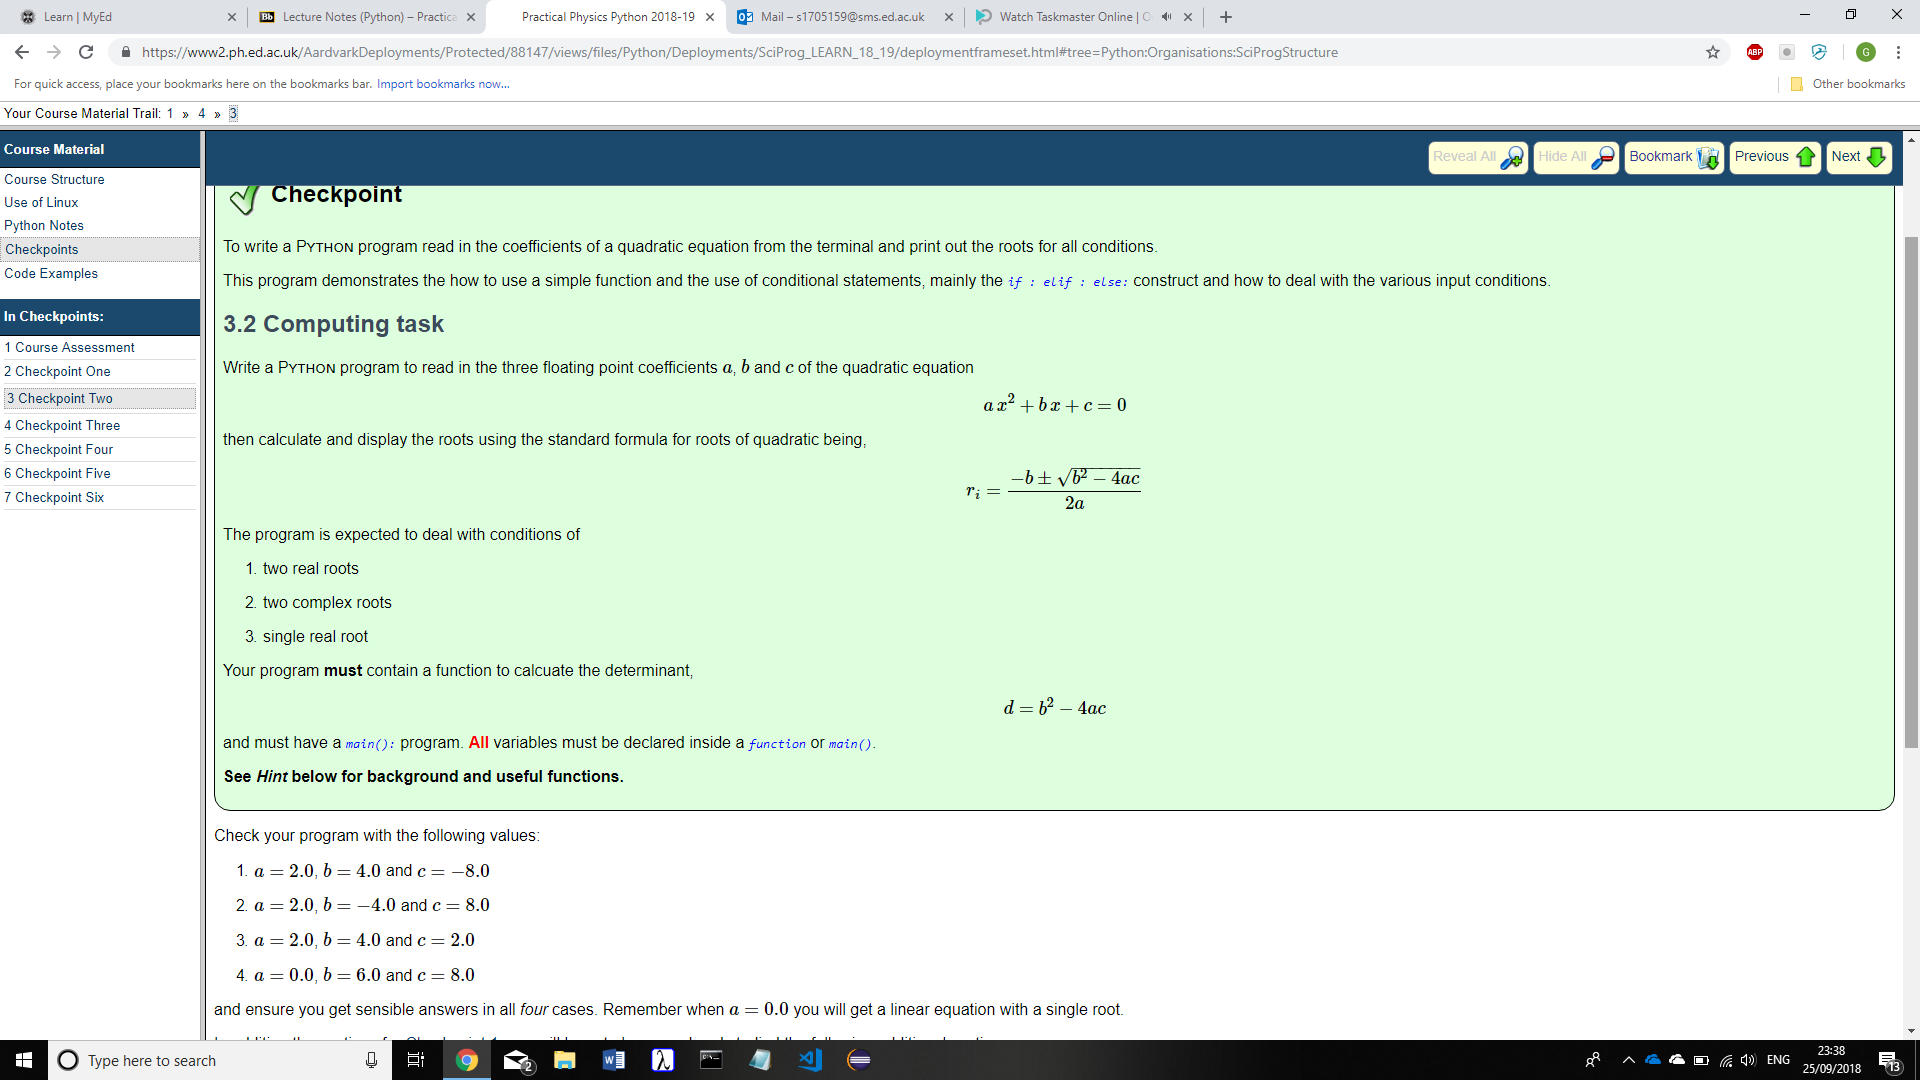 Learn | MyEd
Lecture Notes (Python) – Practica
Practical Physics Python 2018-19
Mail – s1705159@sms.ed.ac.uk
Watch Taskmaster Online | O
https://www2.ph.ed.ac.uk/AardvarkDeployments/Protected/88147/views/files/Python/Deployments/SciProg_LEARN_18_19/deploymentframeset.html#tree=Python:Organisations:SciProgStructure
ABP
G
For quick access, place your bookmarks here on the bookmarks bar. Import bookmarks now...
Other bookmarks
Your Course Material Trail: 1 » 4 » 3
Course Material
Course Structure
Use of Linux
Python Notes
Checkpoints
Code Examples
In Checkpoints:
1 Course Assessment
2 Checkpoint One
3 Checkpoint Two
4 Checkpoint Three
5 Checkpoint Four
6 Checkpoint Five
7 Checkpoint Six
Reveal All
Hide All
Bookmark
Previous
Next
Checkpoint
To write a PYTHON program read in the coefficients of a quadratic equation from the terminal and print out the roots for all conditions.
This program demonstrates the how to use a simple function and the use of conditional statements, mainly the if : elif : else: construct and how to deal with the various input conditions.
3.2 Computing task
Write a PYTHON program to read in the three floating point coefficients a, b and c of the quadratic equation
a x² + b x + c = 0
then calculate and display the roots using the standard formula for roots of quadratic being,
rᵢ = (−b ± √(b² − 4ac)) / 2a
The program is expected to deal with conditions of
1. two real roots
2. two complex roots
3. single real root
Your program must contain a function to calcuate the determinant,
d = b² − 4ac
and must have a main(): program. All variables must be declared inside a function or main().
See Hint below for background and useful functions.
Check your program with the following values:
1. a = 2.0, b = 4.0 and c = −8.0
2. a = 2.0, b = −4.0 and c = 8.0
3. a = 2.0, b = 4.0 and c = 2.0
4. a = 0.0, b = 6.0 and c = 8.0
and ensure you get sensible answers in all four cases. Remember when a = 0.0 you will get a linear equation with a single root.
Type here to search
2
ENG
23:38
25/09/2018
13